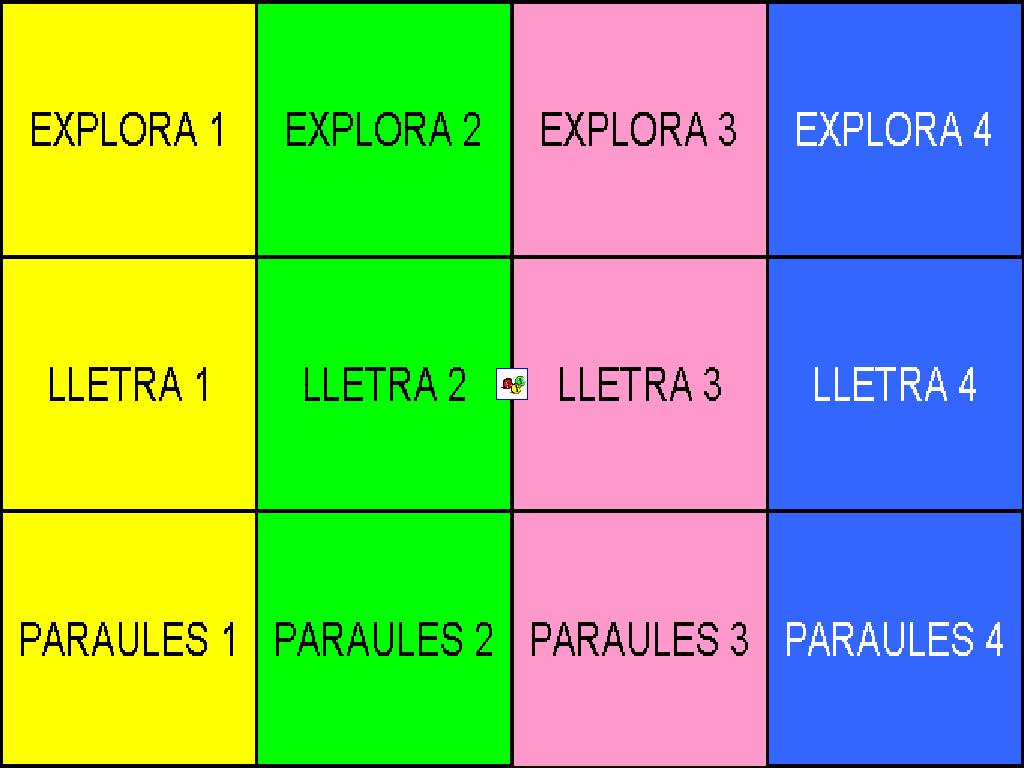 EXPLORA 1
EXPLORA 2
EXPLORA 3
EXPLORA 4
LLETRA 1
LLETRA 2
LLETRA 3
LLETRA 4
PARAULES 1
PARAULES 2
PARAULES 3
PARAULES 4